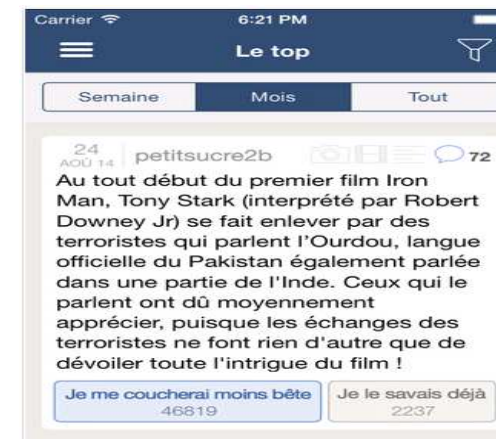 Carrier 6:21 PM
Le top
Semaine Mois Tout
24
AOÛ 14
petitsucre2b 72
Au tout début du premier film Iron
Man, Tony Stark (interprété par Robert
Downey Jr) se fait enlever par des
terroristes qui parlent l'Ourdou, langue
officielle du Pakistan également parlée
dans une partie de l'Inde. Ceux qui le
parlent ont dû moyennement
apprécier, puisque les échanges des
terroristes ne font rien d'autre que de
dévoiler toute l'intrigue du film !
Je me coucherai moins bête Je le savais déjà
46819 2237